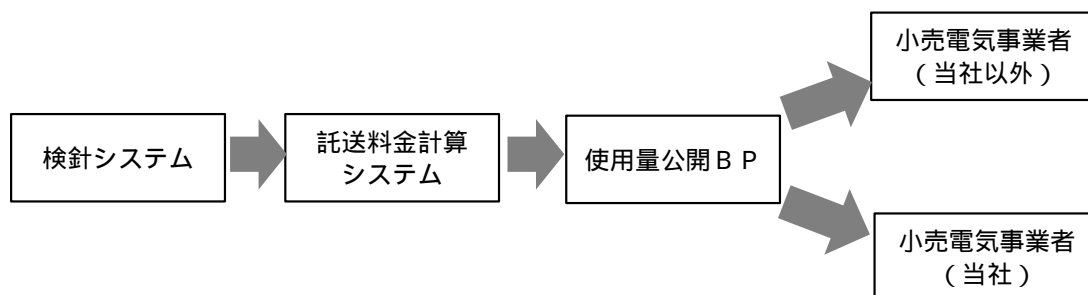 検針システム
託送料金計算
システム
使用量公開ＢＰ
小売電気事業者
（当社以外）
小売電気事業者
（当社）